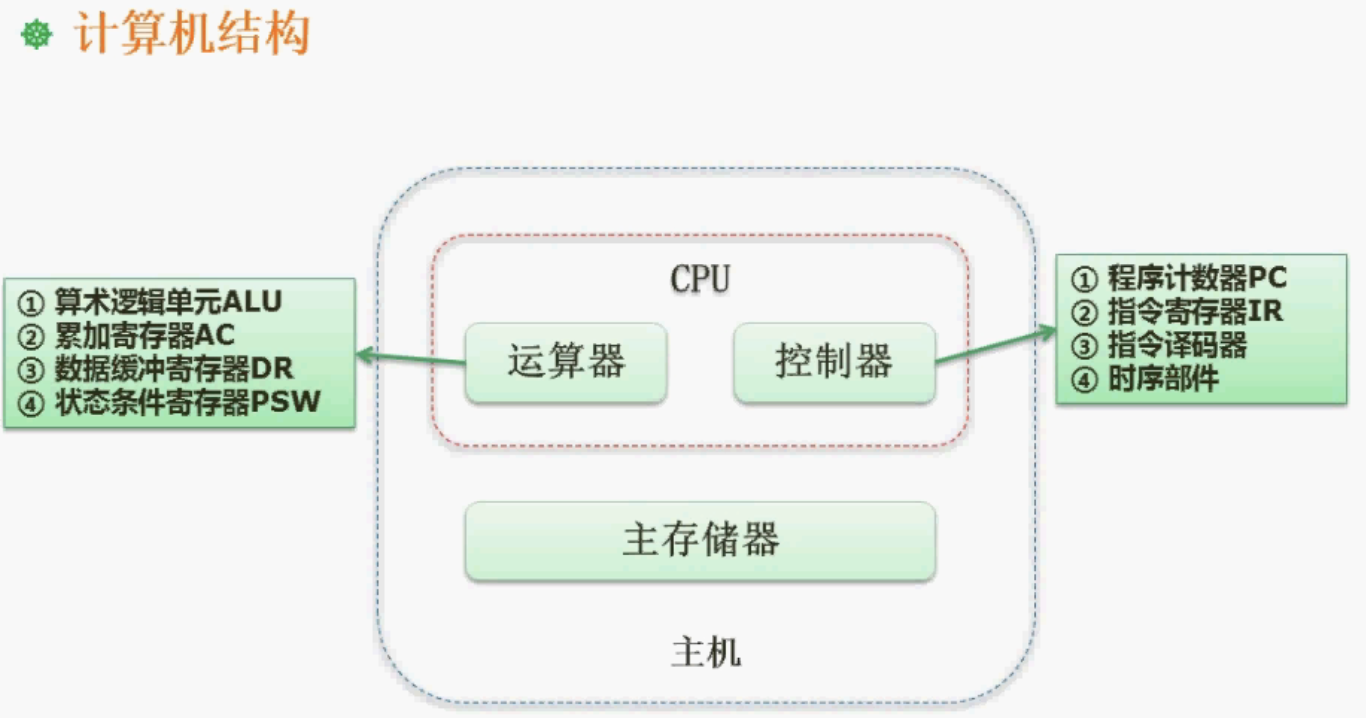 计算机结构
CPU
运算器
控制器
① 算术逻辑单元ALU
② 累加寄存器AC
③ 数据缓冲寄存器DR
④ 状态条件寄存器PSW
① 程序计数器PC
② 指令寄存器IR
③ 指令译码器
④ 时序部件
主存储器
主机